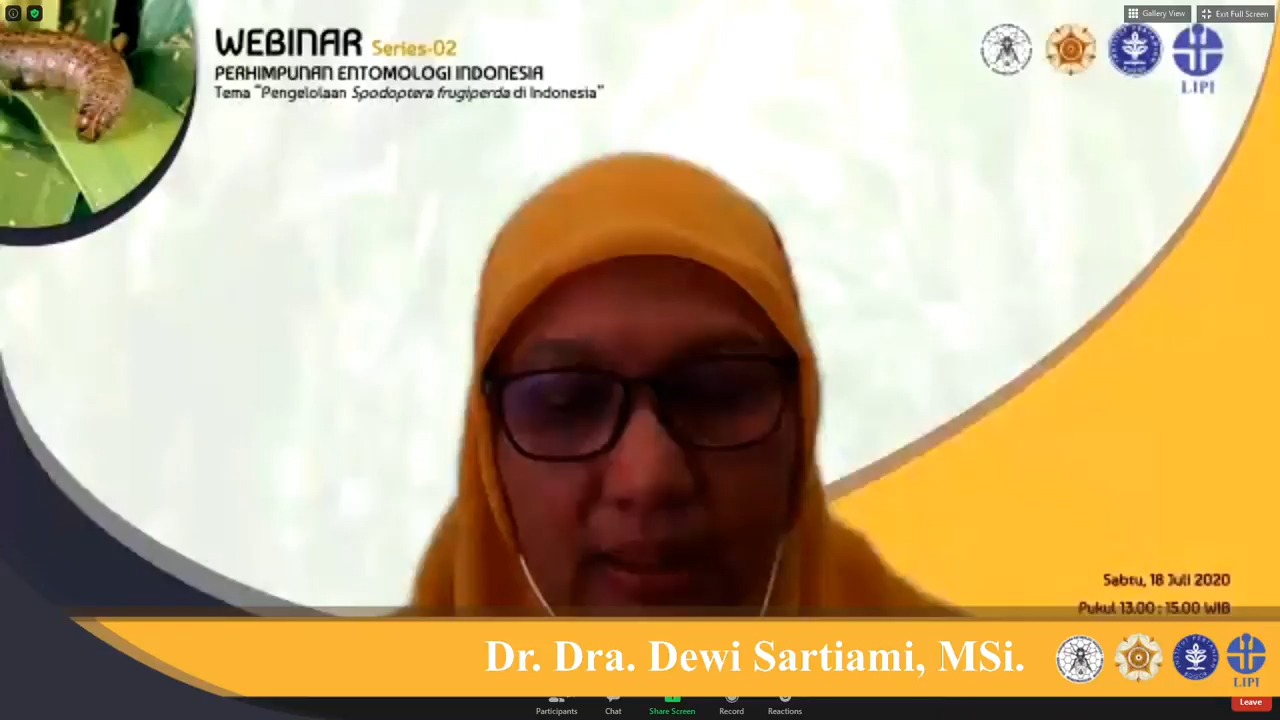 Gallery View
Exit Full Screen
WEBINAR Series-02
PERHIMPUNAN ENTOMOLOGI INDONESIA
Tema "Pengelolaan Spodoptera frugiperda di Indonesia"
LIPI
Sabtu, 18 Juli 2020
Pukul 13.00 : 15.00 WIB
Dr. Dra. Dewi Sartiami, MSi.
LIPI
Participants
Chat
Share Screen
Record
Reactions
Leave